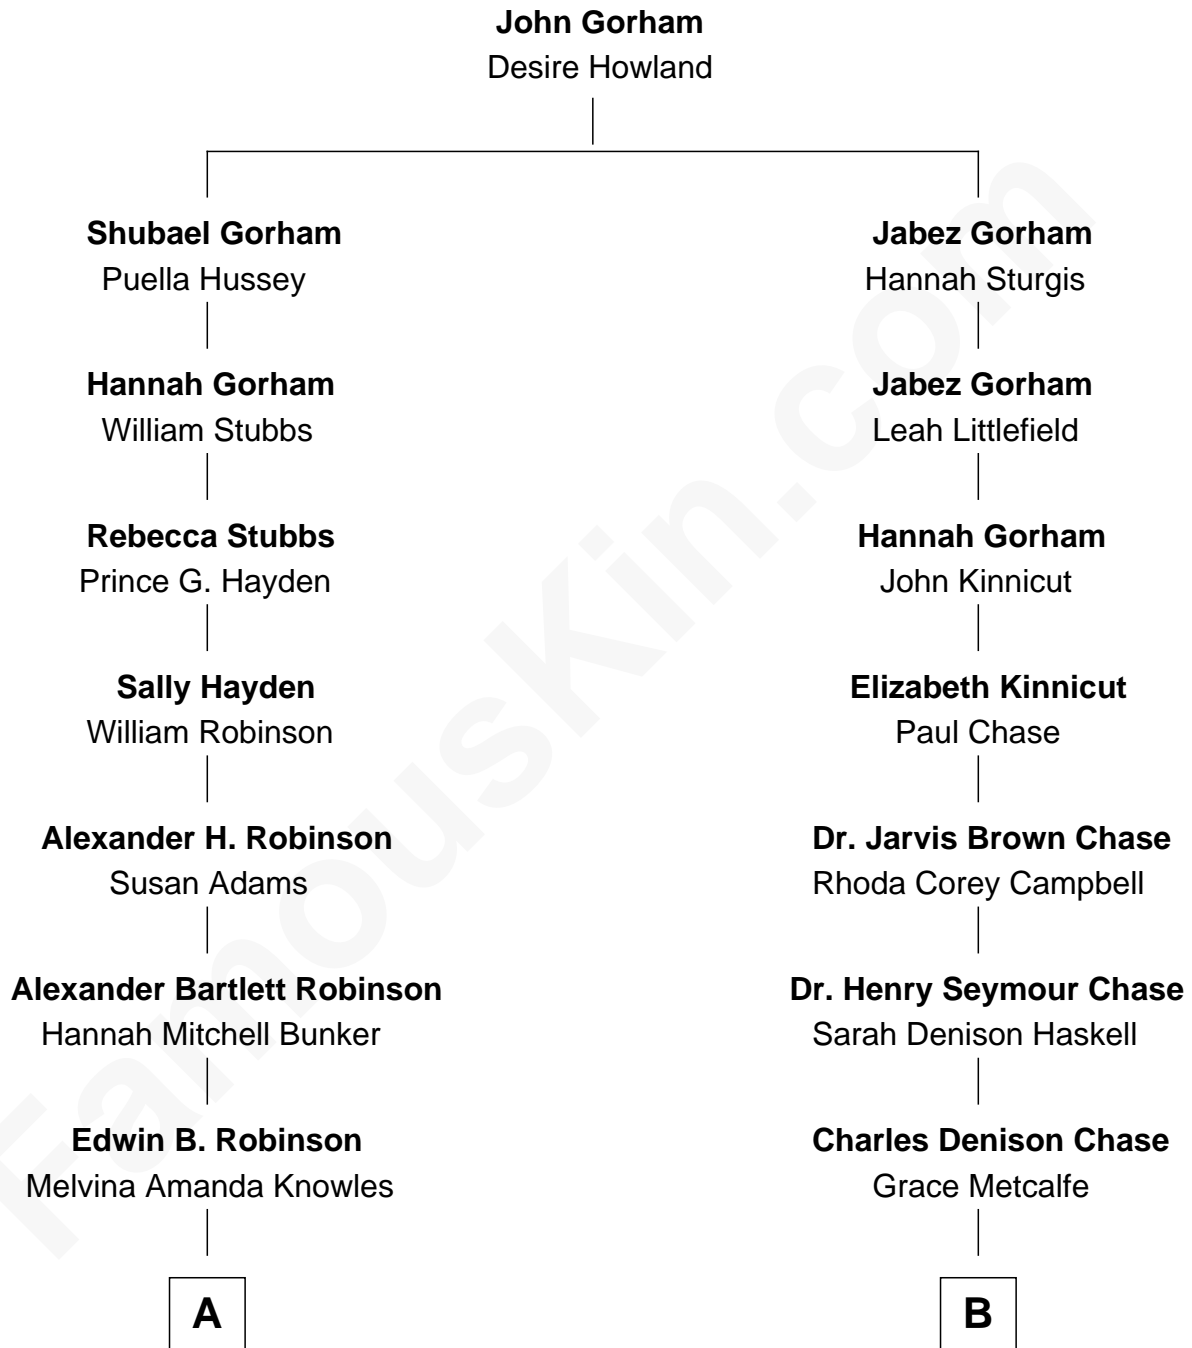 John Gorham
Desire Howland
Shubael Gorham
Puella Hussey
Jabez Gorham
Hannah Sturgis
Hannah Gorham
William Stubbs
Jabez Gorham
Leah Littlefield
Rebecca Stubbs
Prince G. Hayden
Hannah Gorham
John Kinnicut
Sally Hayden
William Robinson
Elizabeth Kinnicut
Paul Chase
Alexander H. Robinson
Susan Adams
Dr. Jarvis Brown Chase
Rhoda Corey Campbell
Alexander Bartlett Robinson
Hannah Mitchell Bunker
Dr. Henry Seymour Chase
Sarah Denison Haskell
Edwin B. Robinson
Melvina Amanda Knowles
Charles Denison Chase
Grace Metcalfe
A
B
FamousKin.com